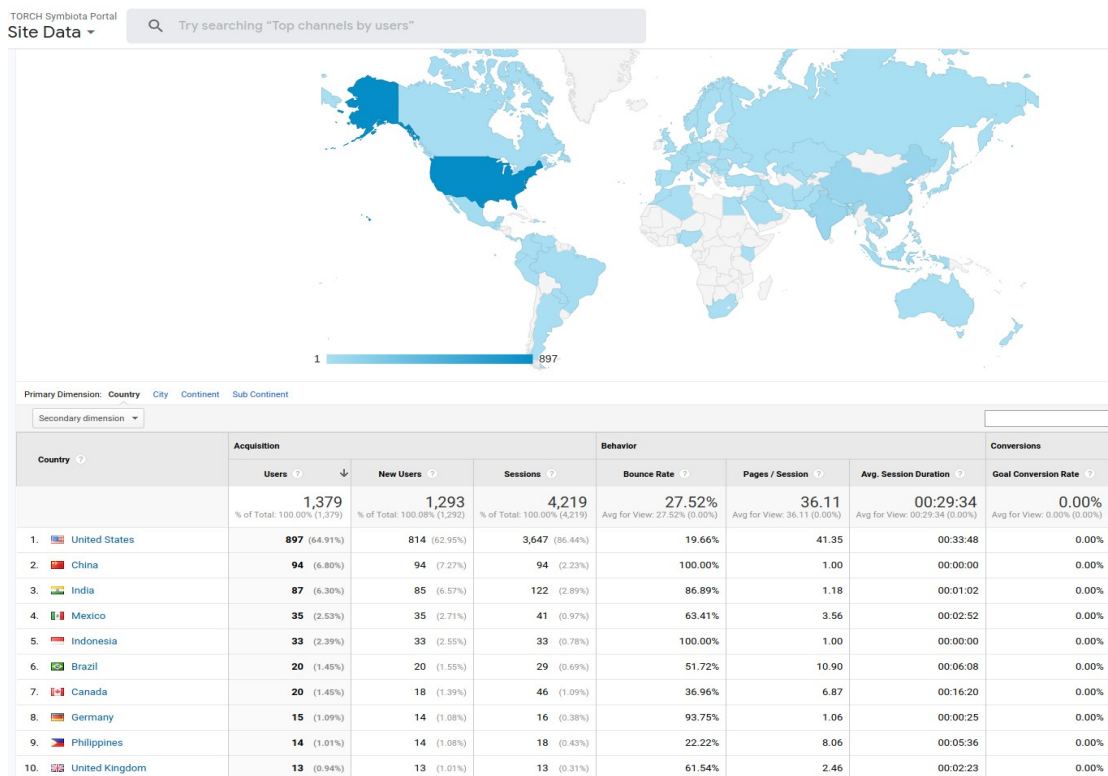 TORCH Symbiota Portal
Site Data
Try searching "Top channels by users"
1 897
Primary Dimension: Country City Continent Sub Continent
Secondary dimension
Country Acquisition Behavior Conversions
Users New Users Sessions Bounce Rate Pages / Session Avg. Session Duration Goal Conversion Rate
1,379 1,293 4,219 27.52% 36.11 00:29:34 0.00%
% of Total: 100.00% (1,379) % of Total: 100.08% (1,292) % of Total: 100.00% (4,219) Avg for View: 27.52% (0.00%) Avg for View: 36.11 (0.00%) Avg for View: 00:29:34 (0.00%) Avg for View: 0.00% (0.00%)
1. United States 897 (64.91%) 814 (62.95%) 3,647 (86.44%) 19.66% 41.35 00:33:48 0.00%
2. China 94 (6.80%) 94 (7.27%) 94 (2.23%) 100.00% 1.00 00:00:00 0.00%
3. India 87 (6.30%) 85 (6.57%) 122 (2.89%) 86.89% 1.18 00:01:02 0.00%
4. Mexico 35 (2.53%) 35 (2.71%) 41 (0.97%) 63.41% 3.56 00:02:52 0.00%
5. Indonesia 33 (2.39%) 33 (2.55%) 33 (0.78%) 100.00% 1.00 00:00:00 0.00%
6. Brazil 20 (1.45%) 20 (1.55%) 29 (0.69%) 51.72% 10.90 00:06:08 0.00%
7. Canada 20 (1.45%) 18 (1.39%) 46 (1.09%) 36.96% 6.87 00:16:20 0.00%
8. Germany 15 (1.09%) 14 (1.08%) 16 (0.38%) 93.75% 1.06 00:00:25 0.00%
9. Philippines 14 (1.01%) 14 (1.08%) 18 (0.43%) 22.22% 8.06 00:05:36 0.00%
10. United Kingdom 13 (0.94%) 13 (1.01%) 13 (0.31%) 61.54% 2.46 00:02:23 0.00%